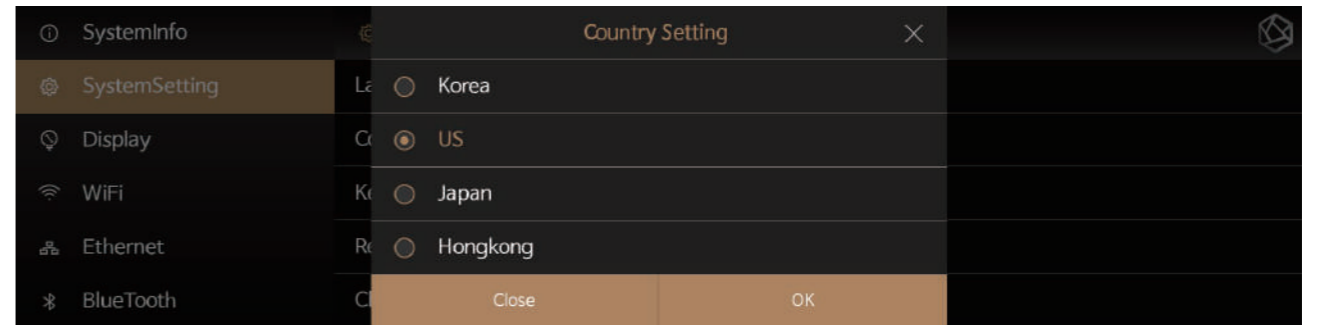 SystemInfo
SystemSetting
Display
WiFi
Ethernet
BlueTooth
Country Setting
Korea
US
Japan
Hongkong
Close
OK